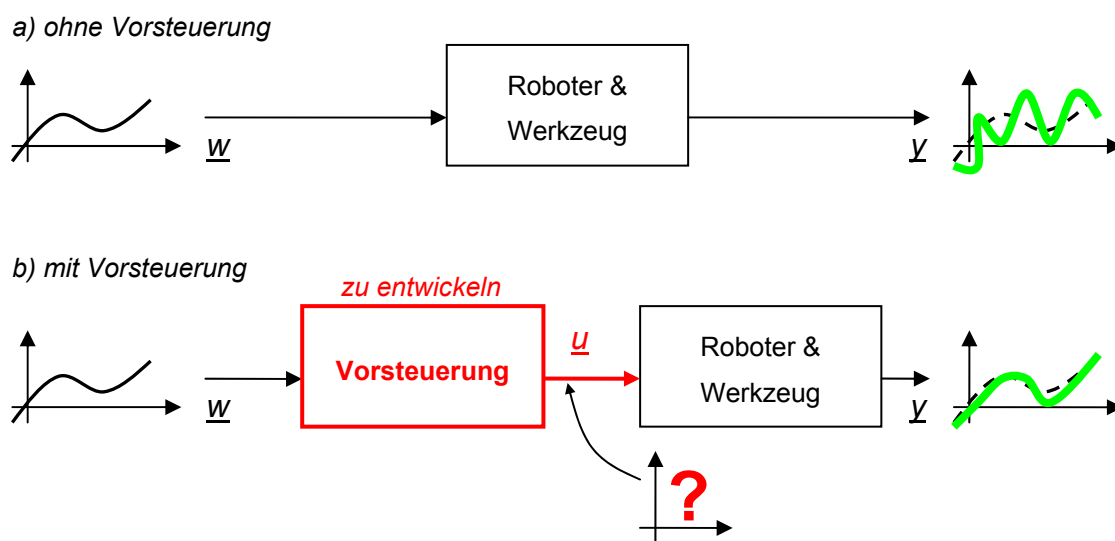 a) ohne Vorsteuerung
Roboter &
Werkzeug
w
y
b) mit Vorsteuerung
zu entwickeln
Vorsteuerung
u
Roboter &
Werkzeug
w
y
?